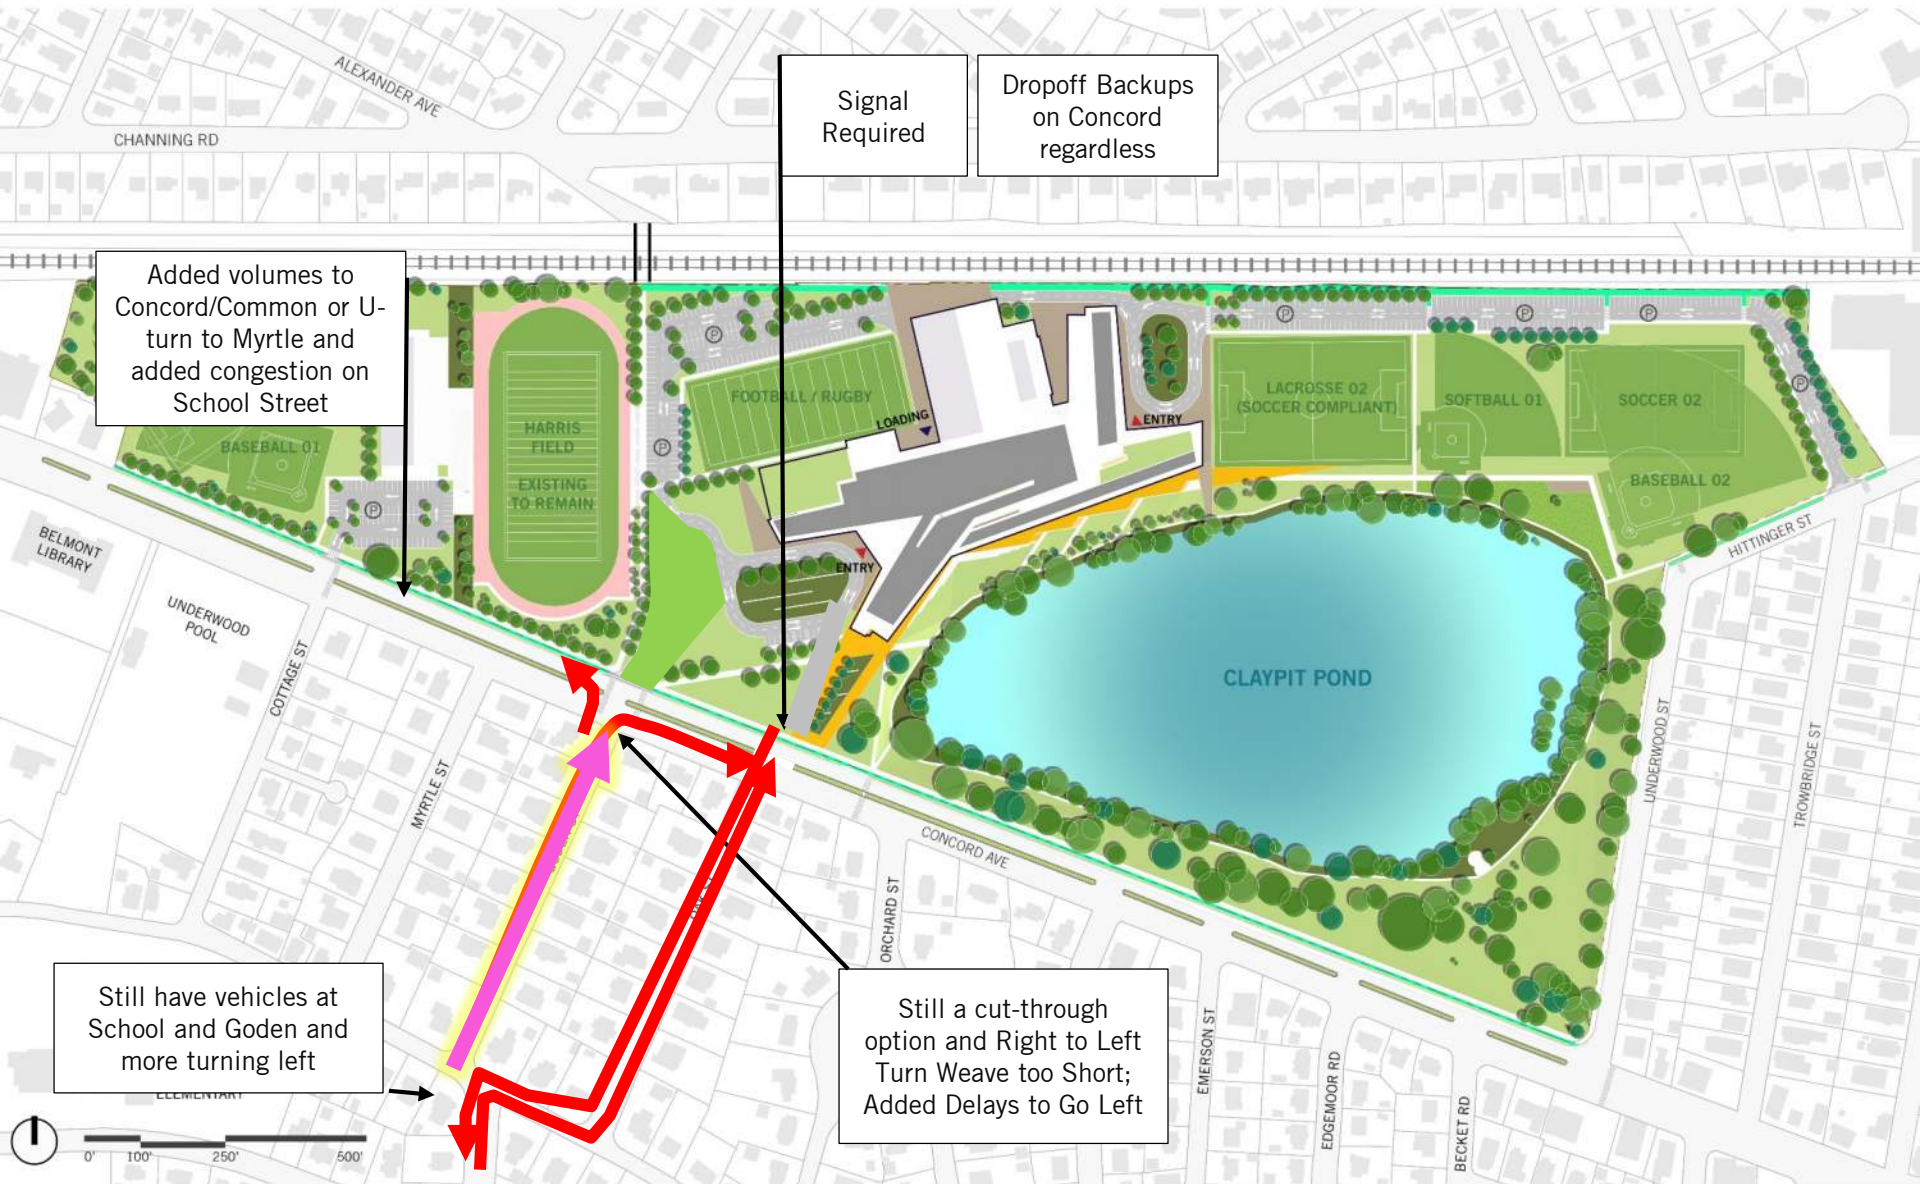 ALEXANDER AVE
CHANNING RD
Signal
Required
Dropoff Backups
on Concord
regardless
Added volumes to
Concord/Common or U-
turn to Myrtle and
added congestion on
School Street
P
P
P
P
P
P
P
FOOTBALL / RUGBY
LOADING
ENTRY
LACROSSE 02
(SOCCER COMPLIANT)
SOFTBALL 01
SOCCER 02
BASEBALL 01
HARRIS
FIELD
EXISTING
TO REMAIN
BASEBALL 02
HITTINGER ST
BELMONT
LIBRARY
ENTRY
UNDERWOOD
POOL
COTTAGE ST
CLAYPIT POND
MYRTLE ST
UNDERWOOD ST
TROWBRIDGE ST
CONCORD AVE
ORCHARD ST
Still have vehicles at
School and Goden and
more turning left
ELEMENTARY
Still a cut-through
option and Right to Left
Turn Weave too Short;
Added Delays to Go Left
EMERSON ST
EDGEMOOR RD
BECKET RD
0' 100' 250' 500'